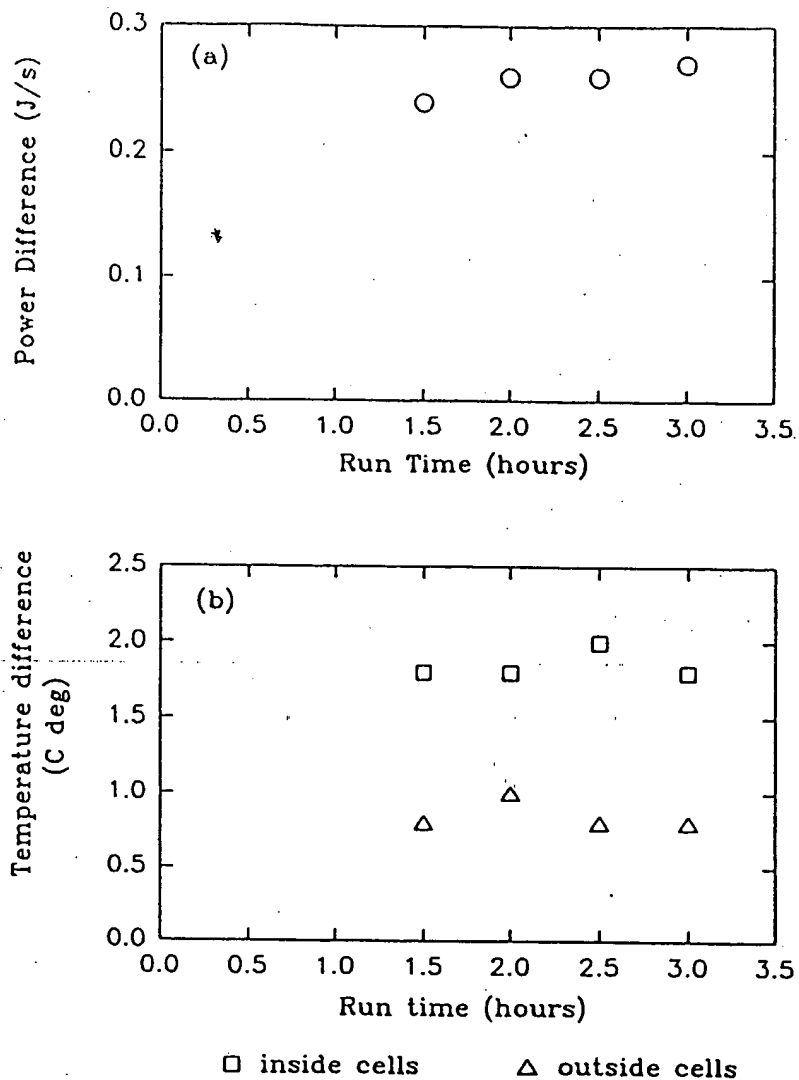 0.3
(a)
0.2
0.1
0.0
Power Difference (J/s)
0.0 0.5 1.0 1.5 2.0 2.5 3.0 3.5
Run Time (hours)
2.5
(b)
2.0
1.5
1.0
0.5
0.0
Temperature difference
(C deg)
0.0 0.5 1.0 1.5 2.0 2.5 3.0 3.5
Run time (hours)
inside cells outside cells